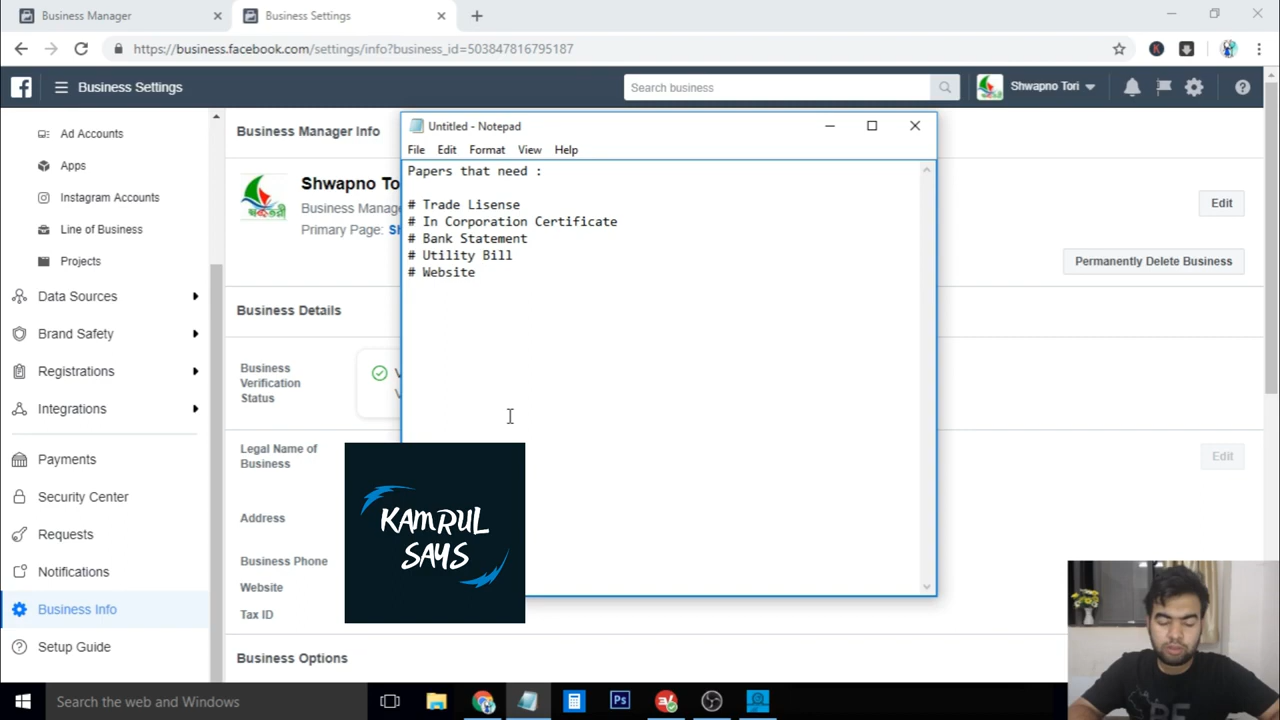 Business Manager
Business Settings
https://business.facebook.com/settings/info?business_id=503847816795187
Business Settings
Search business
Shwapno Tori
Ad Accounts
Apps
Instagram Accounts
Line of Business
Projects
Data Sources
Brand Safety
Registrations
Integrations
Payments
Security Center
Requests
Notifications
Business Info
Setup Guide
Business Manager Info
Shwapno To
Business Manage
Primary Page: Sh
Edit
Permanently Delete Business
Business Details
Business
Verification
Status
Legal Name of
Business
Edit
Address
Business Phone
Website
Tax ID
Business Options
Untitled - Notepad
File Edit Format View Help
Papers that need :
# Trade Lisense
# In Corporation Certificate
# Bank Statement
# Utility Bill
# Website
KAMRUL
SAYS
Search the web and Windows
Ps